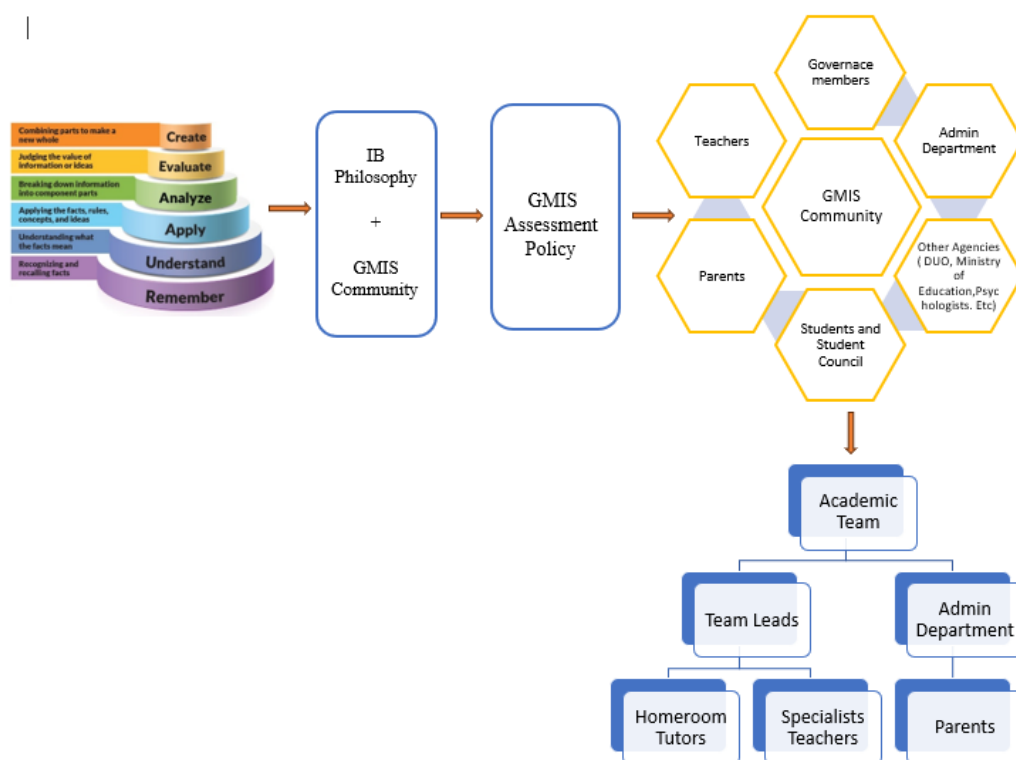 Combining parts to make a
new whole
Create
Judging the value of
information or ideas
Evaluate
Breaking down information
into component parts
Analyze
Applying the facts, rules,
concepts, and ideas
Apply
Understanding what
the facts mean
Understand
Recognizing and
recalling facts
Remember
IB
Philosophy
+
GMIS
Community
GMIS
Assessment
Policy
Governace
members
Teachers
Admin
Department
GMIS
Community
Parents
Other Agencies
( DUO, Ministry
of
Education,Psyc
hologists. Etc)
Students and
Student
Council
Academic
Team
Team Leads
Admin
Department
Homeroom
Tutors
Specialists
Teachers
Parents